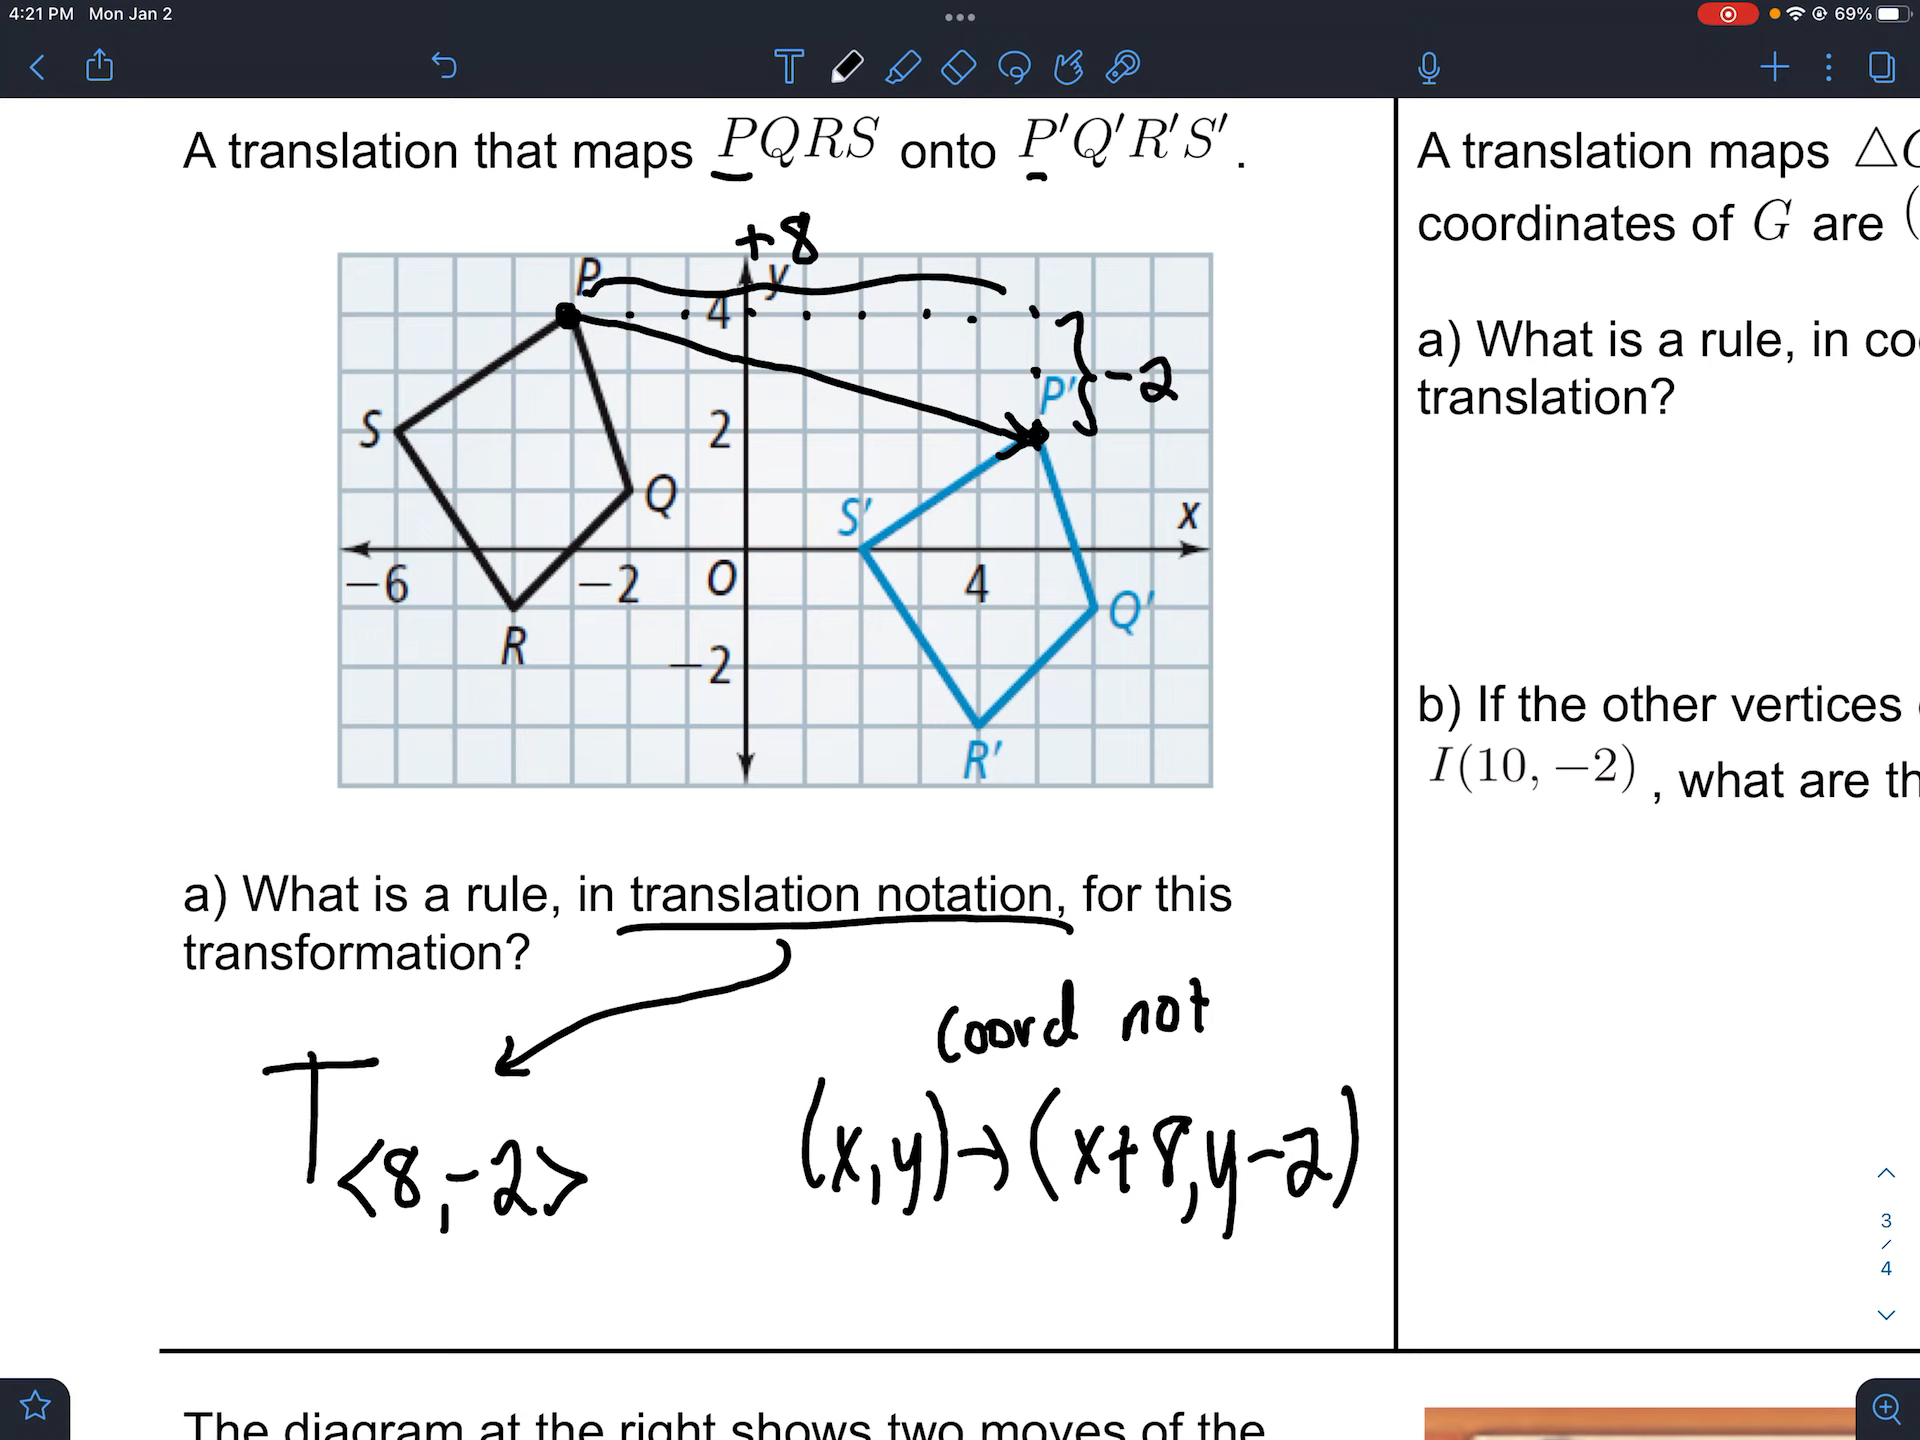 4:21 PM Mon Jan 2
69%
A translation that maps PQRS onto P'Q'R'S'.
+8
P
y
4
-2
P'
S
2
Q
S'
x
−6
−2
O
4
Q'
R
−2
R'
a) What is a rule, in translation notation, for this
transformation?
coord not
T<8,-2>
(x,y)→(x+8,y-2)
A translation maps △
coordinates of G are (
a) What is a rule, in co
translation?
b) If the other vertices
I(10, −2) , what are th
3
/
4
The diagram at the right shows two moves of the